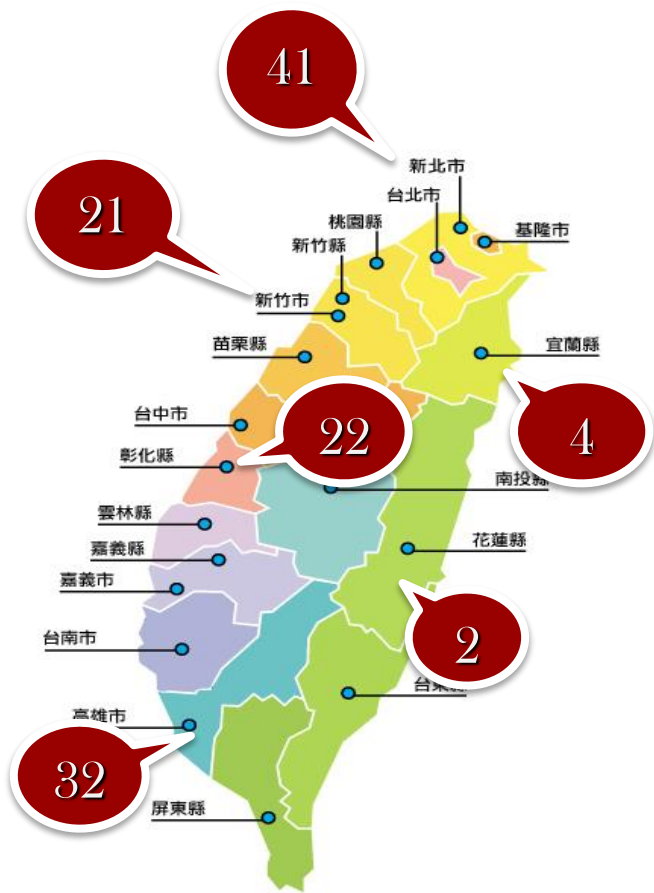 41
新北市
台北市
21
桃園縣
基隆市
新竹縣
新竹市
苗栗縣
宜蘭縣
台中市
22
4
彰化縣
南投縣
雲林縣
花蓮縣
嘉義縣
嘉義市
台南市
2
台東縣
高雄市
32
屏東縣